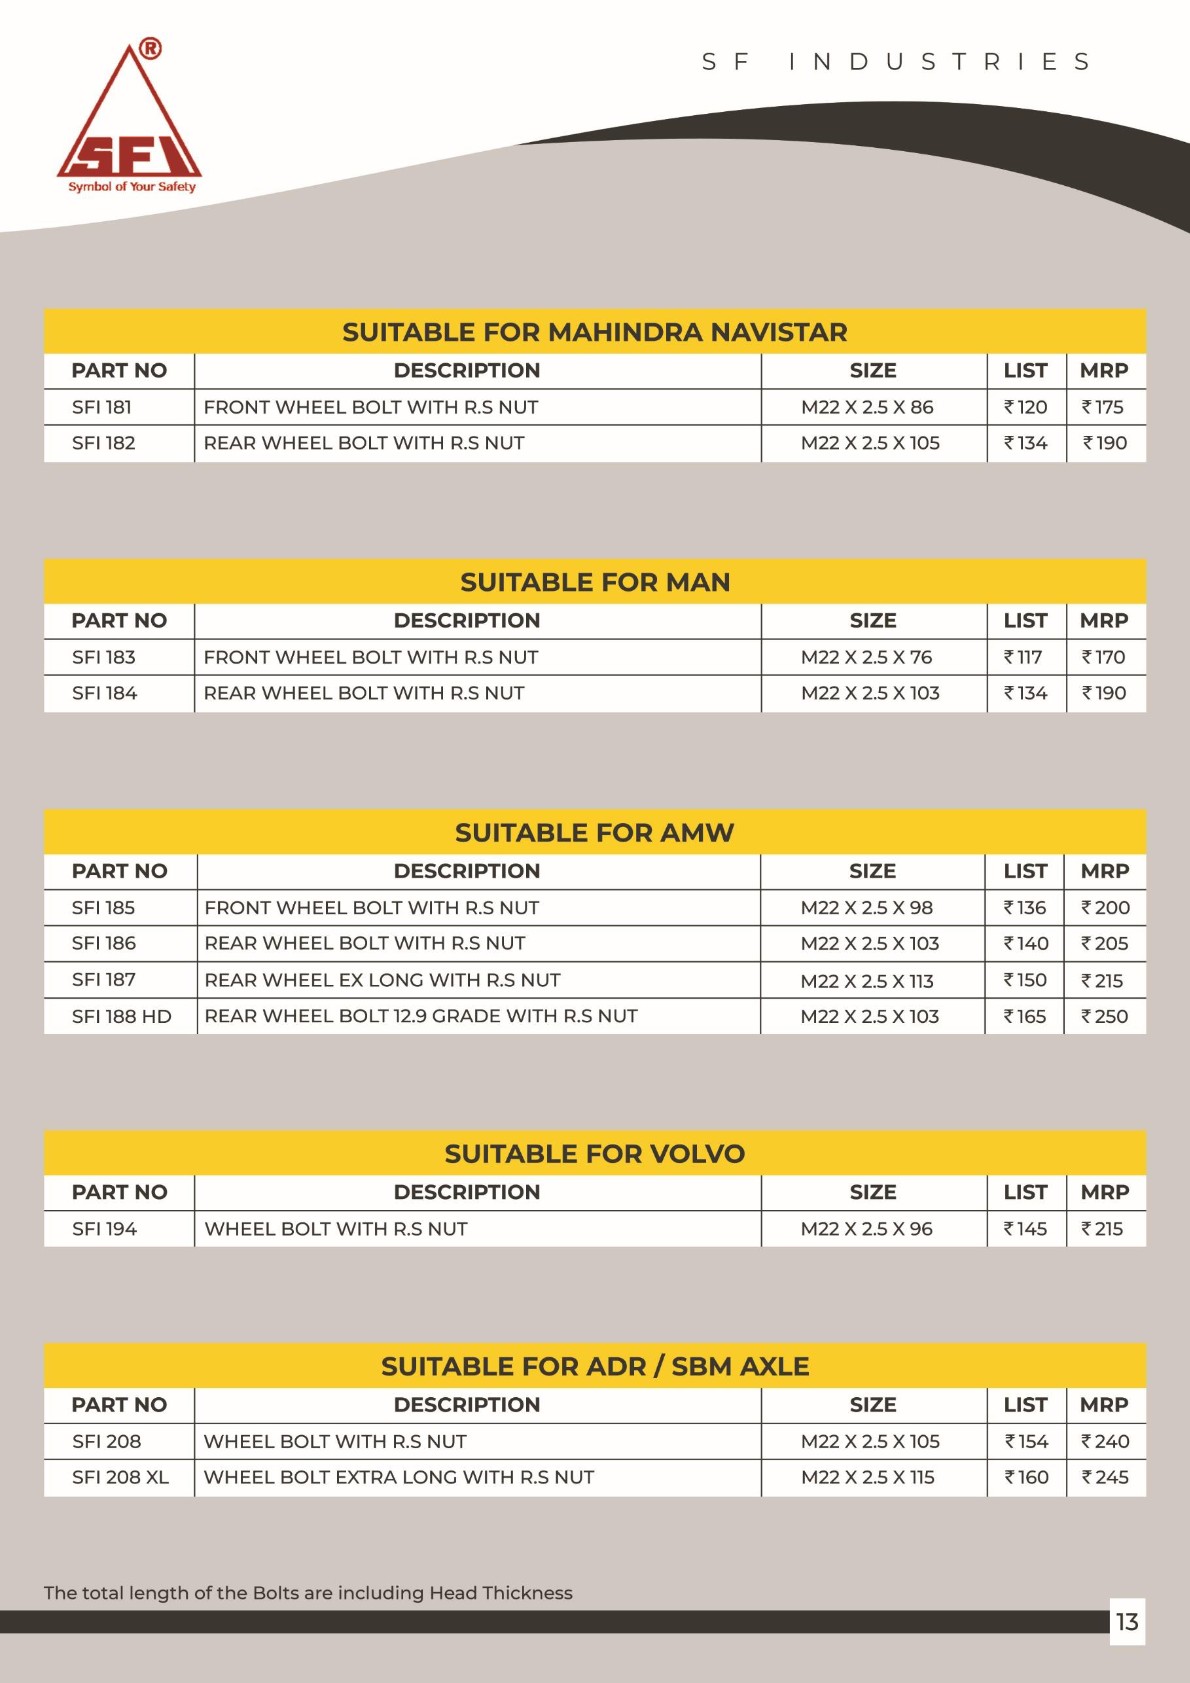 ®
SFI
Symbol of Your Safety
SF INDUSTRIES
SUITABLE FOR MAHINDRA NAVISTAR
PART NO DESCRIPTION SIZE LIST MRP
SFI 181 FRONT WHEEL BOLT WITH R.S NUT M22 X 2.5 X 86 ₹120 ₹175
SFI 182 REAR WHEEL BOLT WITH R.S NUT M22 X 2.5 X 105 ₹134 ₹190
SUITABLE FOR MAN
PART NO DESCRIPTION SIZE LIST MRP
SFI 183 FRONT WHEEL BOLT WITH R.S NUT M22 X 2.5 X 76 ₹117 ₹170
SFI 184 REAR WHEEL BOLT WITH R.S NUT M22 X 2.5 X 103 ₹134 ₹190
SUITABLE FOR AMW
PART NO DESCRIPTION SIZE LIST MRP
SFI 185 FRONT WHEEL BOLT WITH R.S NUT M22 X 2.5 X 98 ₹136 ₹200
SFI 186 REAR WHEEL BOLT WITH R.S NUT M22 X 2.5 X 103 ₹140 ₹205
SFI 187 REAR WHEEL EX LONG WITH R.S NUT M22 X 2.5 X 113 ₹150 ₹215
SFI 188 HD REAR WHEEL BOLT 12.9 GRADE WITH R.S NUT M22 X 2.5 X 103 ₹165 ₹250
SUITABLE FOR VOLVO
PART NO DESCRIPTION SIZE LIST MRP
SFI 194 WHEEL BOLT WITH R.S NUT M22 X 2.5 X 96 ₹145 ₹215
SUITABLE FOR ADR / SBM AXLE
PART NO DESCRIPTION SIZE LIST MRP
SFI 208 WHEEL BOLT WITH R.S NUT M22 X 2.5 X 105 ₹154 ₹240
SFI 208 XL WHEEL BOLT EXTRA LONG WITH R.S NUT M22 X 2.5 X 115 ₹160 ₹245
The total length of the Bolts are including Head Thickness
13